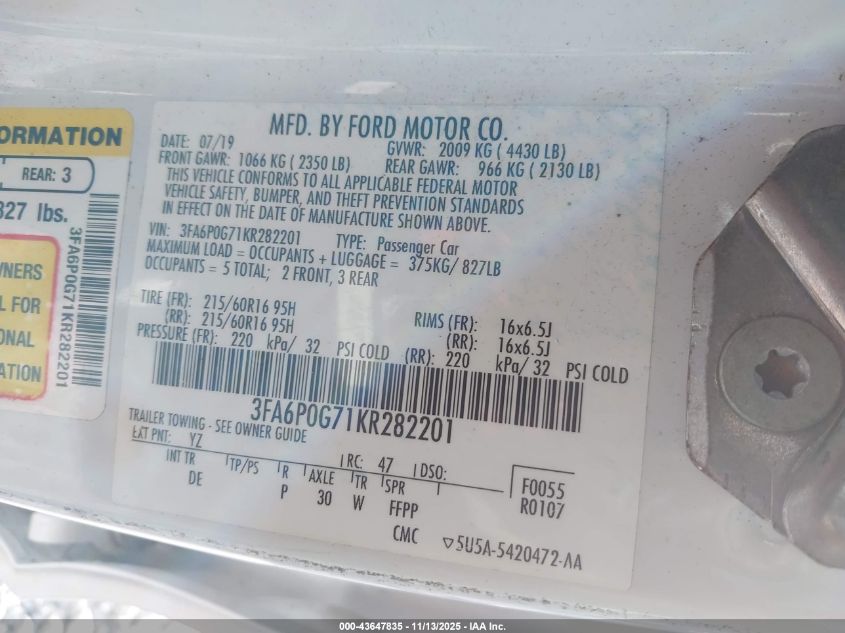 ORMATION
REAR: 3
827 lbs.
3FA6P0G71KR282201
WNERS
L FOR
ONAL
ATION
MFD. BY FORD MOTOR CO.
DATE: 07/19 GVWR: 2009 KG ( 4430 LB)
FRONT GAWR: 1066 KG ( 2350 LB) REAR GAWR: 966 KG ( 2130 LB)
THIS VEHICLE CONFORMS TO ALL APPLICABLE FEDERAL MOTOR
VEHICLE SAFETY, BUMPER, AND THEFT PREVENTION STANDARDS
IN EFFECT ON THE DATE OF MANUFACTURE SHOWN ABOVE.
VIN: 3FA6P0G71KR282201 TYPE: Passenger Car
MAXIMUM LOAD = OCCUPANTS + LUGGAGE = 375KG/ 827LB
OCCUPANTS = 5 TOTAL; 2 FRONT, 3 REAR
TIRE (FR): 215/60R16 95H RIMS (FR): 16x6.5J
(RR): 215/60R16 95H (RR): 16x6.5J
PRESSURE (FR): 220 kPa/ 32 PSI COLD (RR): 220 kPa/ 32 PSI COLD
3FA6P0G71KR282201
TRAILER TOWING - SEE OWNER GUIDE
EXT PNT: YZ RC: 47 DSO:
INT TR TP/PS R AXLE TR SPR F0055
DE P 30 W FFPP R0107
CMC ▽5U5A-5420472-AA
000-43647835 - 11/13/2025 - IAA Inc.